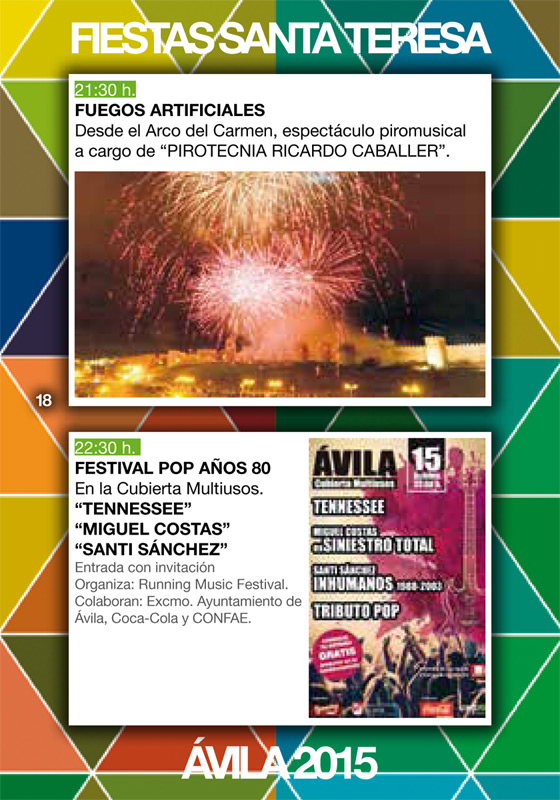 FIESTAS SANTA TERESA
21:30 h.
FUEGOS ARTIFICIALES
Desde el Arco del Carmen, espectáculo piromusical
a cargo de “PIROTECNIA RICARDO CABALLER”.
18
22:30 h.
FESTIVAL POP AÑOS 80
En la Cubierta Multiusos.
“TENNESSEE”
“MIGUEL COSTAS”
“SANTI SÁNCHEZ”
Entrada con invitación
Organiza: Running Music Festival.
Colaboran: Excmo. Ayuntamiento de
Ávila, Coca-Cola y CONFAE.
ÁVILA 15
Cubierta Multiusos
TENNESSEE
MIGUEL COSTAS
SINIESTRO TOTAL
SANTI SÁNCHEZ
INHUMANOS 1988-2003
TRIBUTO POP
GRATIS
ÁVILA 2015